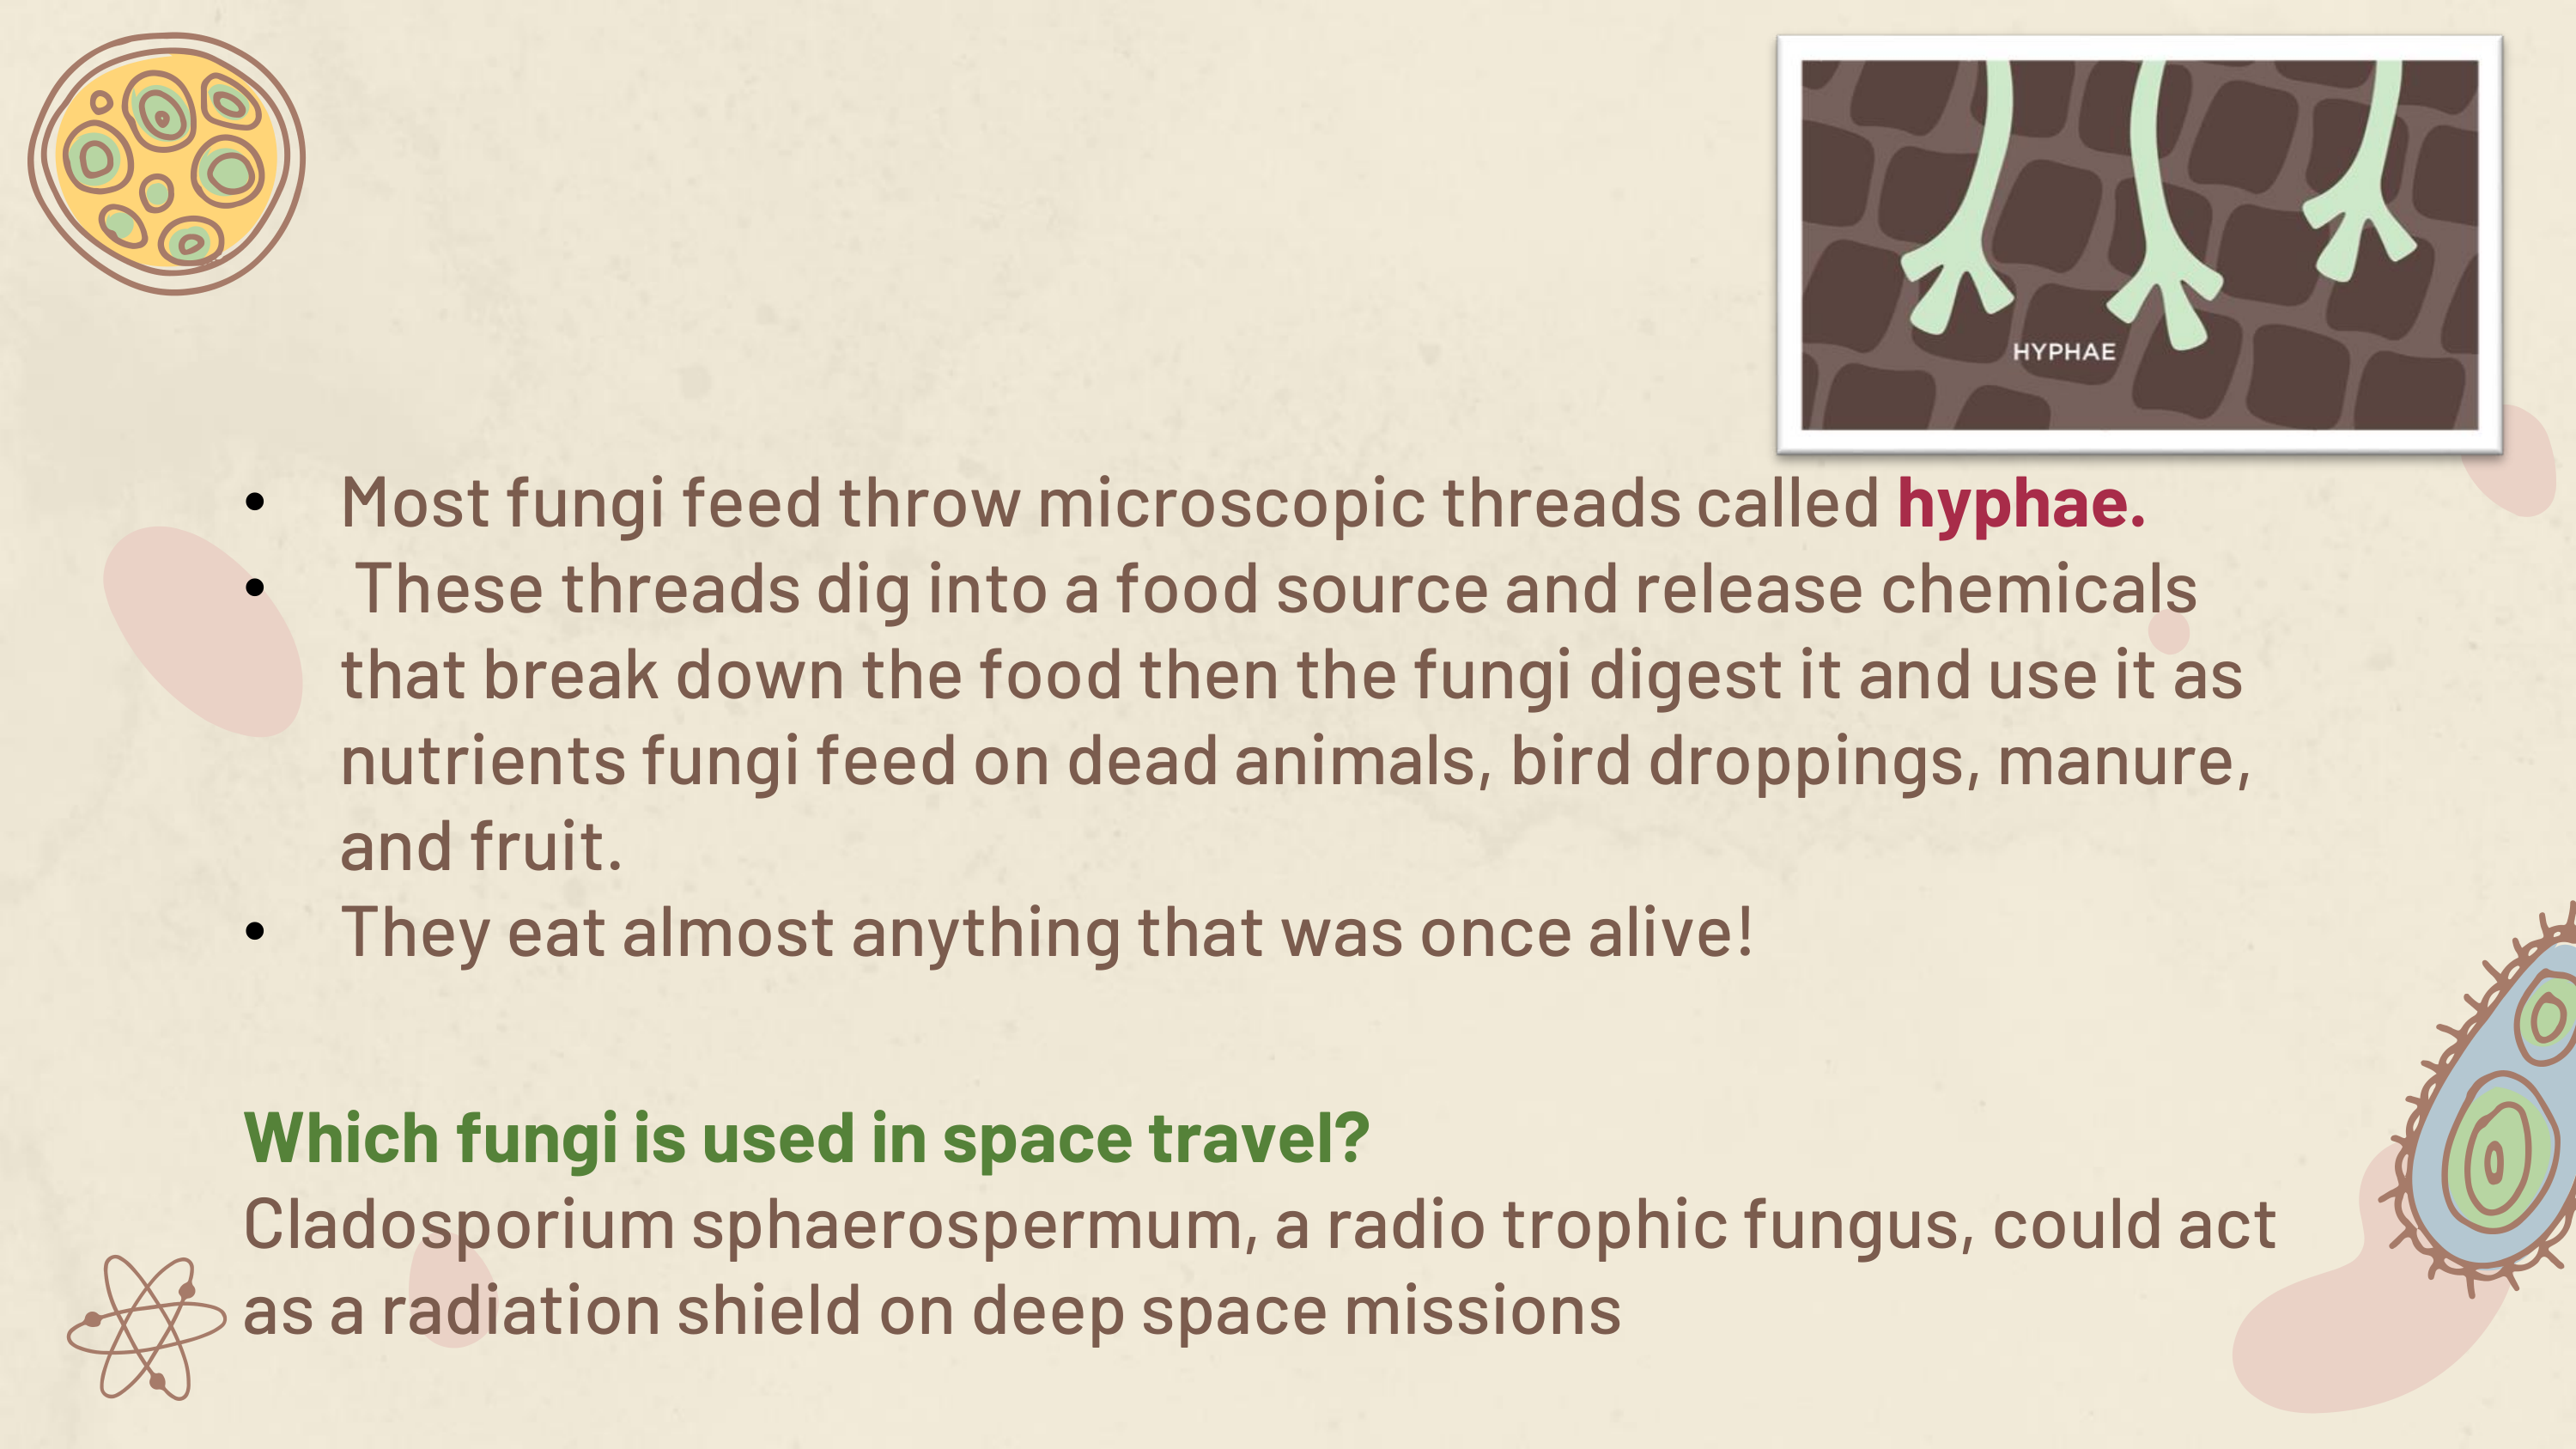 HYPHAE
• Most fungi feed throw microscopic threads called hyphae.
• These threads dig into a food source and release chemicals
that break down the food then the fungi digest it and use it as
nutrients fungi feed on dead animals, bird droppings, manure,
and fruit.
• They eat almost anything that was once alive!
Which fungi is used in space travel?
Cladosporium sphaerospermum, a radio trophic fungus, could act
as a radiation shield on deep space missions